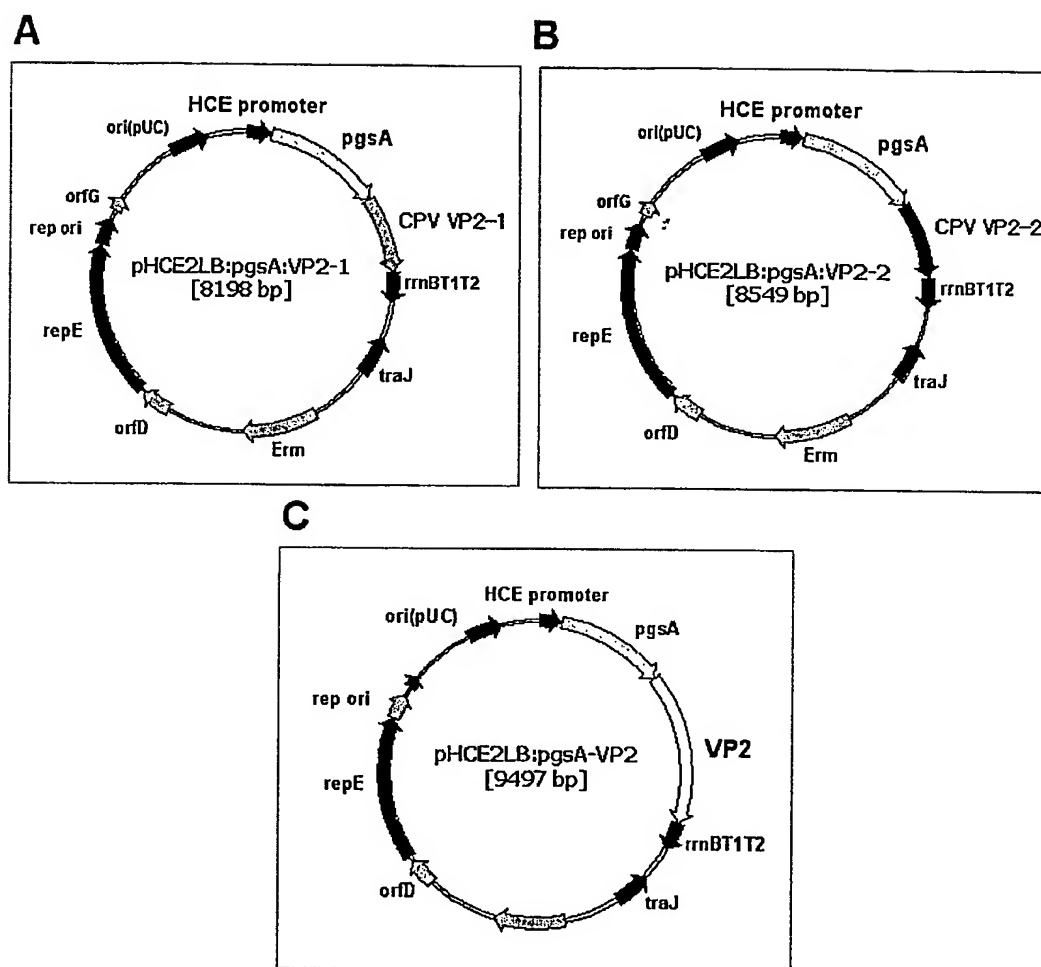 A
HCE promoter
ori(pUC)
pgsA
orfG
CPV VP2-1
rep ori
pHCE2LB:pgsA:VP2-1
[8198 bp]
rrnBT1T2
repE
traJ
orfD
Erm
B
HCE promoter
ori(pUC)
pgsA
orfG
CPV VP2-2
rep ori
pHCE2LB:pgsA:VP2-2
[8549 bp]
rrnBT1T2
repE
traJ
orfD
Erm
C
HCE promoter
ori(pUC)
pgsA
rep ori
VP2
pHCE2LB:pgsA-VP2
[9497 bp]
repE
rrnBT1T2
orfD
traJ